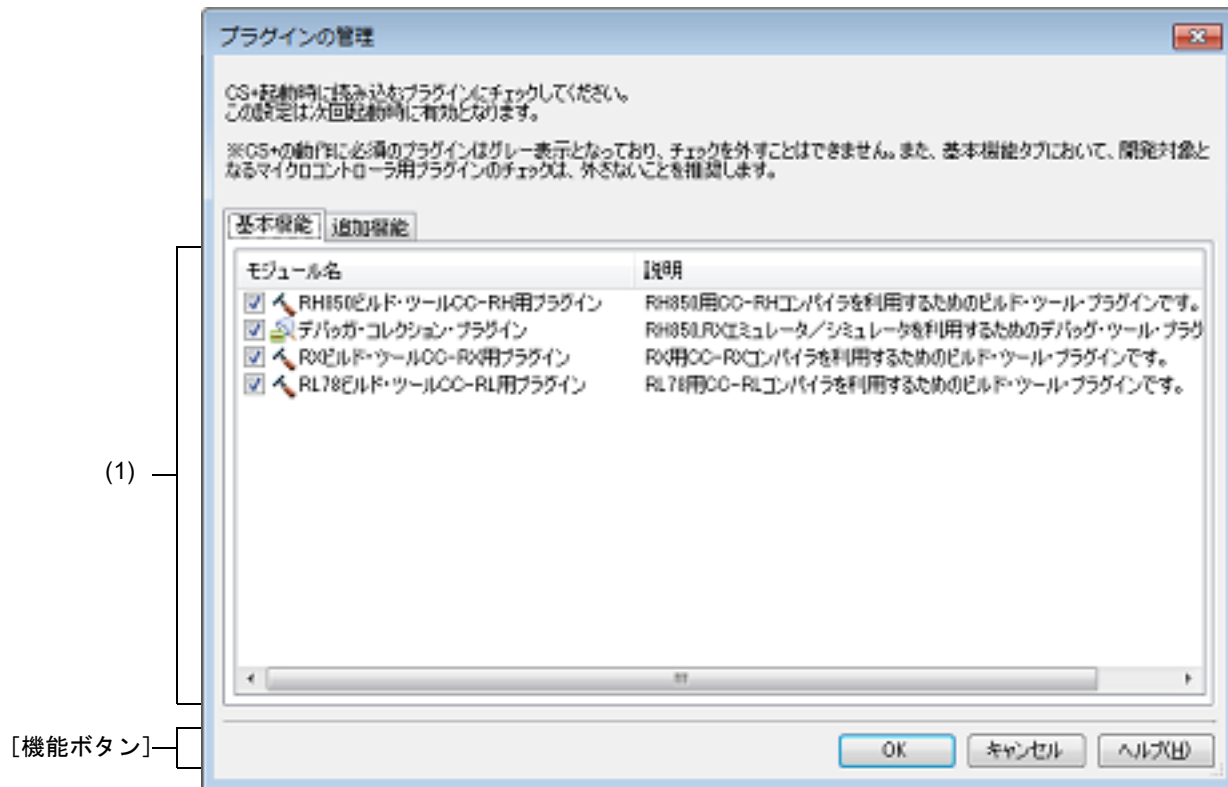 プラグインの管理
CS+起動時に読み込むプラグインにチェックしてください。
この設定は次回起動時に有効となります。
※CS+の動作に必須のプラグインはグレー表示となっており、チェックを外すことはできません。また、基本機能タブにおいて、開発対象と
なるマイクロコントローラ用プラグインのチェックは、外さないことを推奨します。
基本機能 追加機能
モジュール名 説明
RH850ビルド・ツールCC-RH用プラグイン RH850用CC-RHコンパイラを利用するためのビルド・ツール・プラグインです。
デバッガ・コレクション・プラグイン RH850,RXエミュレータ/シミュレータを利用するためのデバッグ・ツール・プラグ
RXビルド・ツールCC-RX用プラグイン RX用CC-RXコンパイラを利用するためのビルド・ツール・プラグインです。
RL78ビルド・ツールCC-RL用プラグイン RL78用CC-RLコンパイラを利用するためのビルド・ツール・プラグインです。
(1)
[機能ボタン]
OK キャンセル ヘルプ(H)